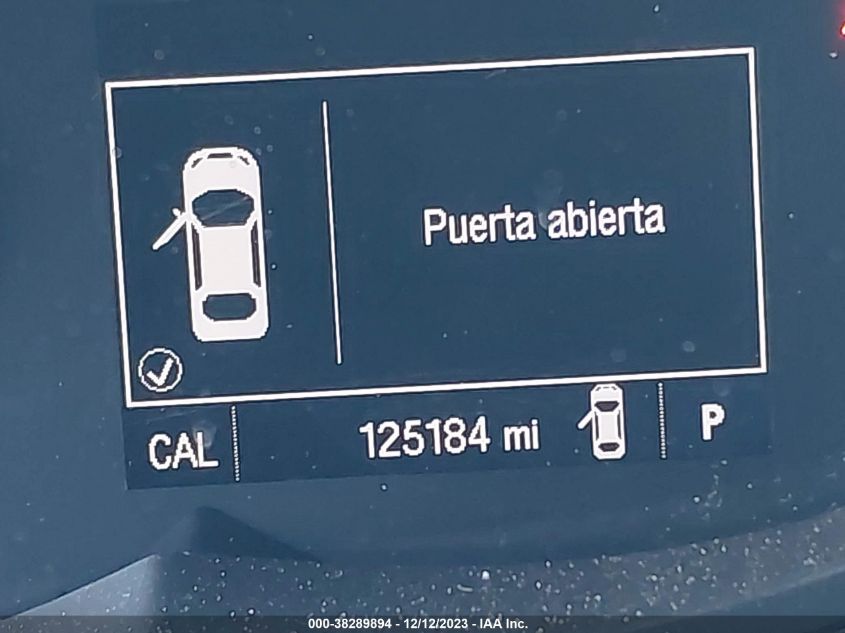 Puerta abierta
CAL 125184 mi P
000-38289894 - 12/12/2023 - IAA Inc.